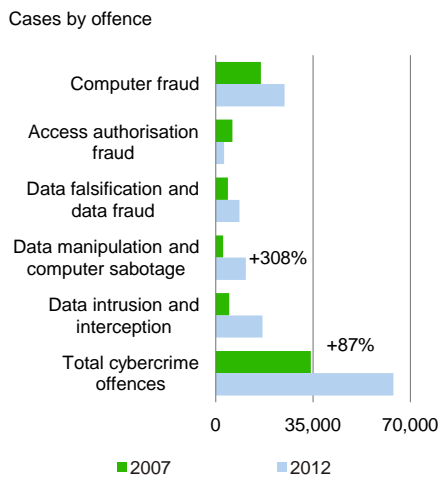 Cases by offence
Computer fraud
Access authorisation
fraud
Data falsification and
data fraud
Data manipulation and
computer sabotage
+308%
Data intrusion and
interception
+87%
Total cybercrime
offences
0
35,000
70,000
2007
2012